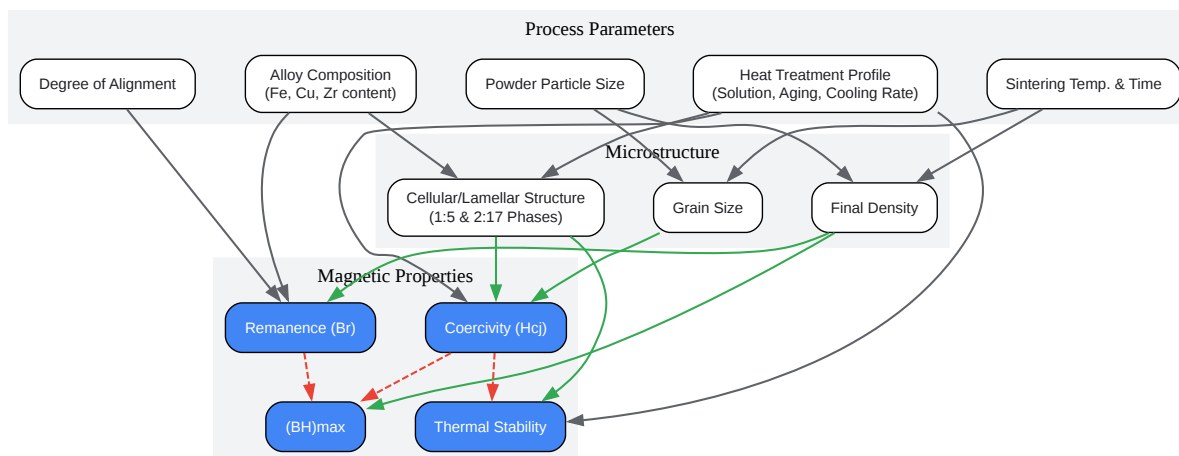 Process Parameters
Degree of Alignment
Alloy Composition
(Fe, Cu, Zr content)
Powder Particle Size
Heat Treatment Profile
(Solution, Aging, Cooling Rate)
Sintering Temp. & Time
Microstructure
Cellular/Lamellar Structure
(1:5 & 2:17 Phases)
Grain Size
Final Density
Magnetic Properties
Remanence (Br)
Coercivity (Hcj)
(BH)max
Thermal Stability